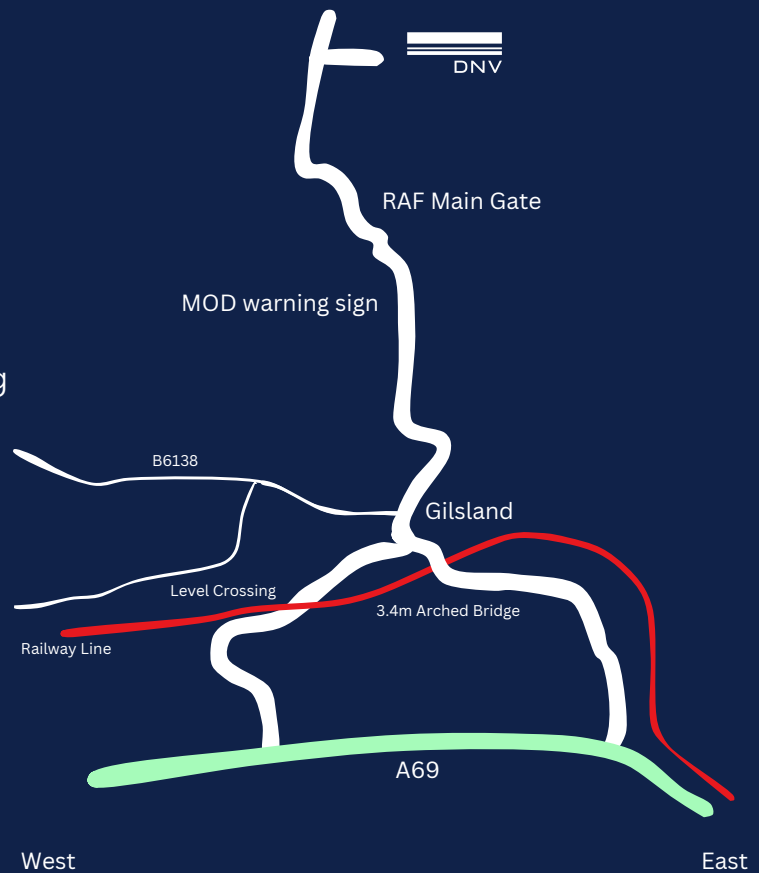 DNV
RAF Main Gate
MOD warning sign
g
B6138
Gilsland
Level Crossing
3.4m Arched Bridge
Railway Line
A69
West
East